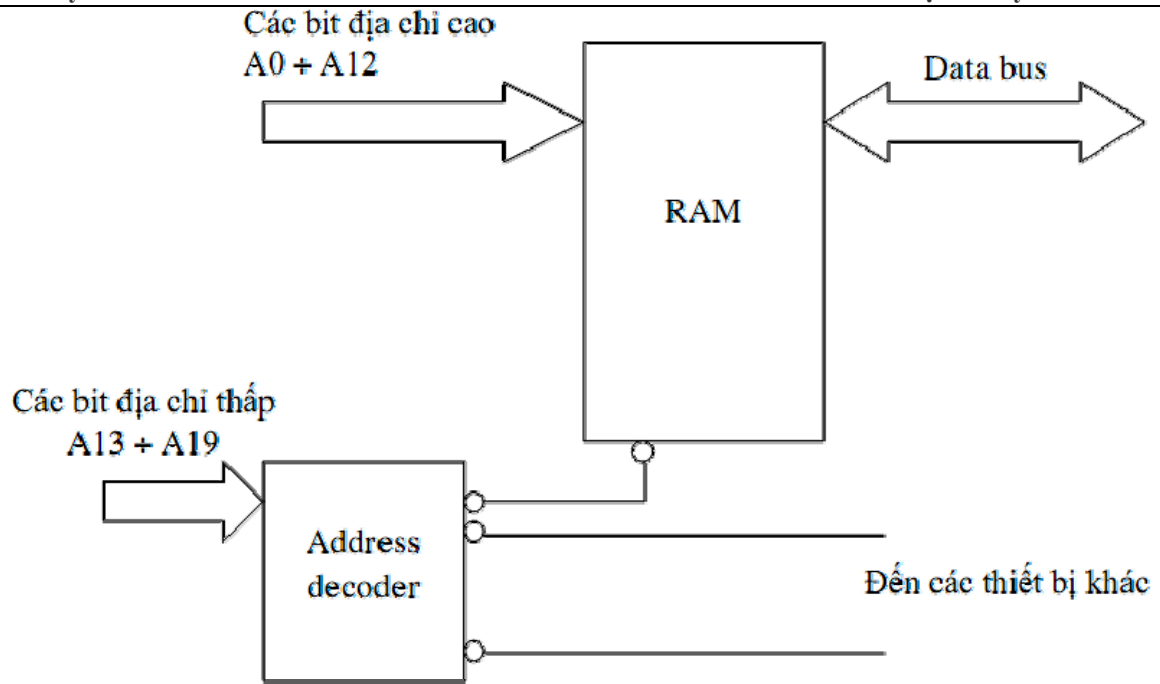 Các bit địa chỉ cao
A0 ÷ A12
Data bus
RAM
Các bit địa chỉ thấp
A13 ÷ A19
Address
decoder
Đến các thiết bị khác